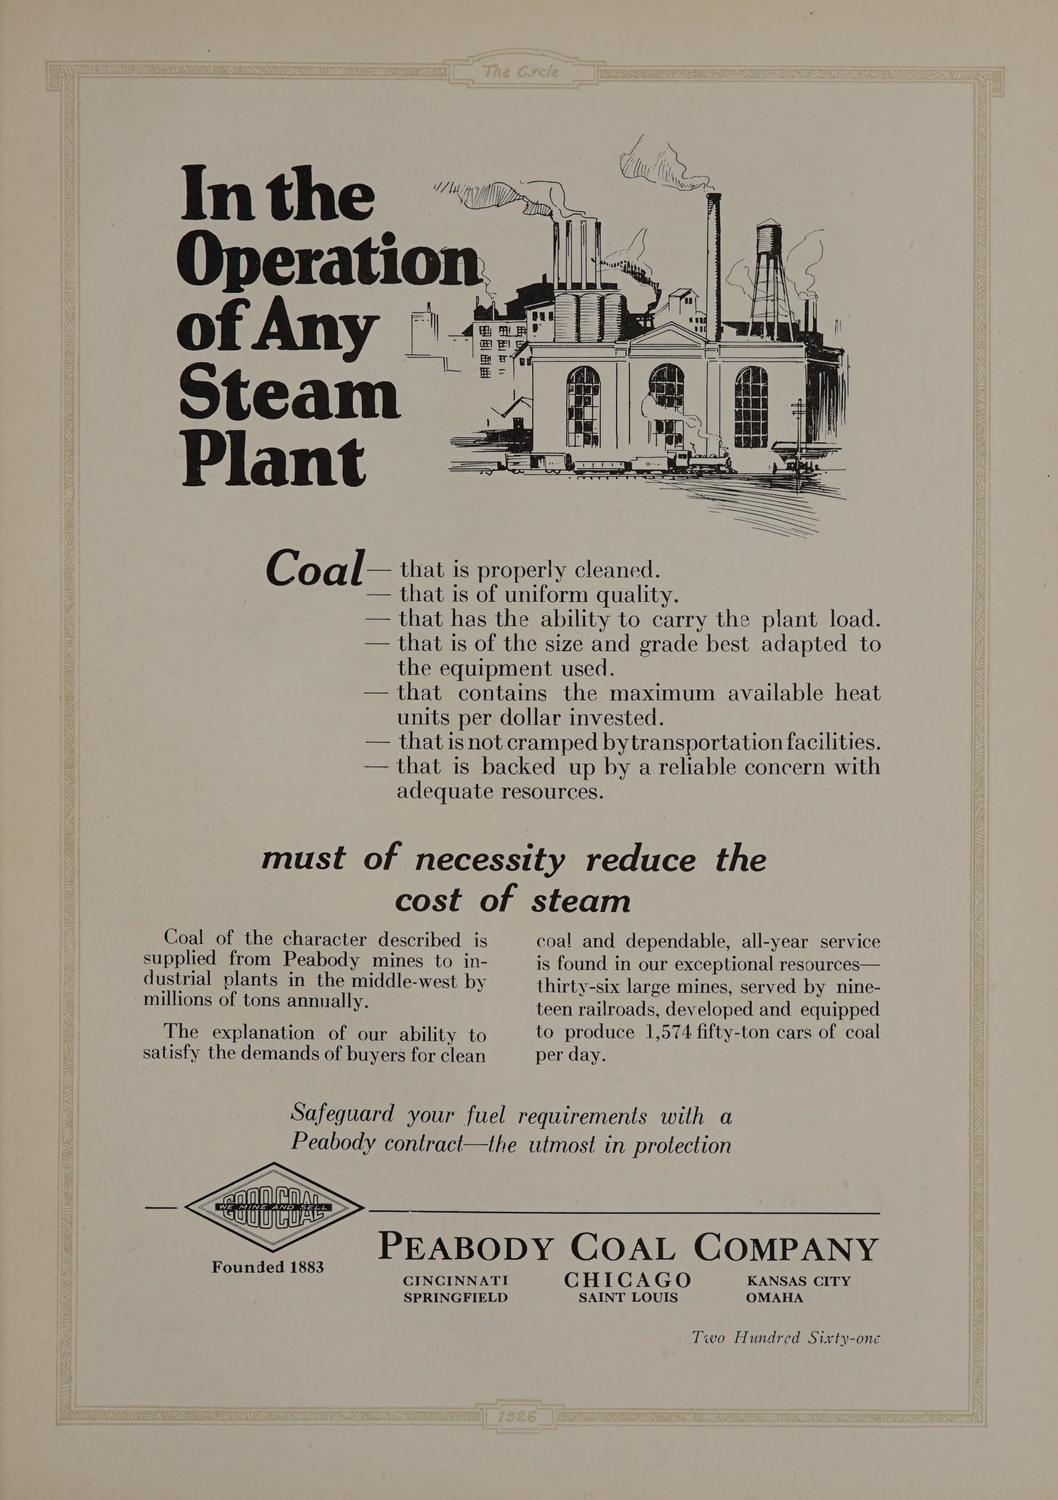 The Cycle
In the
Operation
of Any
Steam
Plant
Coal— that is properly cleaned.
— that is of uniform quality.
— that has the ability to carry the plant load.
— that is of the size and grade best adapted to
the equipment used.
— that contains the maximum available heat
units per dollar invested.
— that is not cramped by transportation facilities.
— that is backed up by a reliable concern with
adequate resources.
must of necessity reduce the
cost of steam
Coal of the character described is
supplied from Peabody mines to in-
dustrial plants in the middle-west by
millions of tons annually.
The explanation of our ability to
satisfy the demands of buyers for clean
coal and dependable, all-year service
is found in our exceptional resources—
thirty-six large mines, served by nine-
teen railroads, developed and equipped
to produce 1,574 fifty-ton cars of coal
per day.
Safeguard your fuel requirements with a
Peabody contract—the utmost in protection
GOOD COAL
WE MINE AND SELL
Founded 1883
PEABODY COAL COMPANY
CINCINNATI CHICAGO KANSAS CITY
SPRINGFIELD SAINT LOUIS OMAHA
Two Hundred Sixty-one
1926